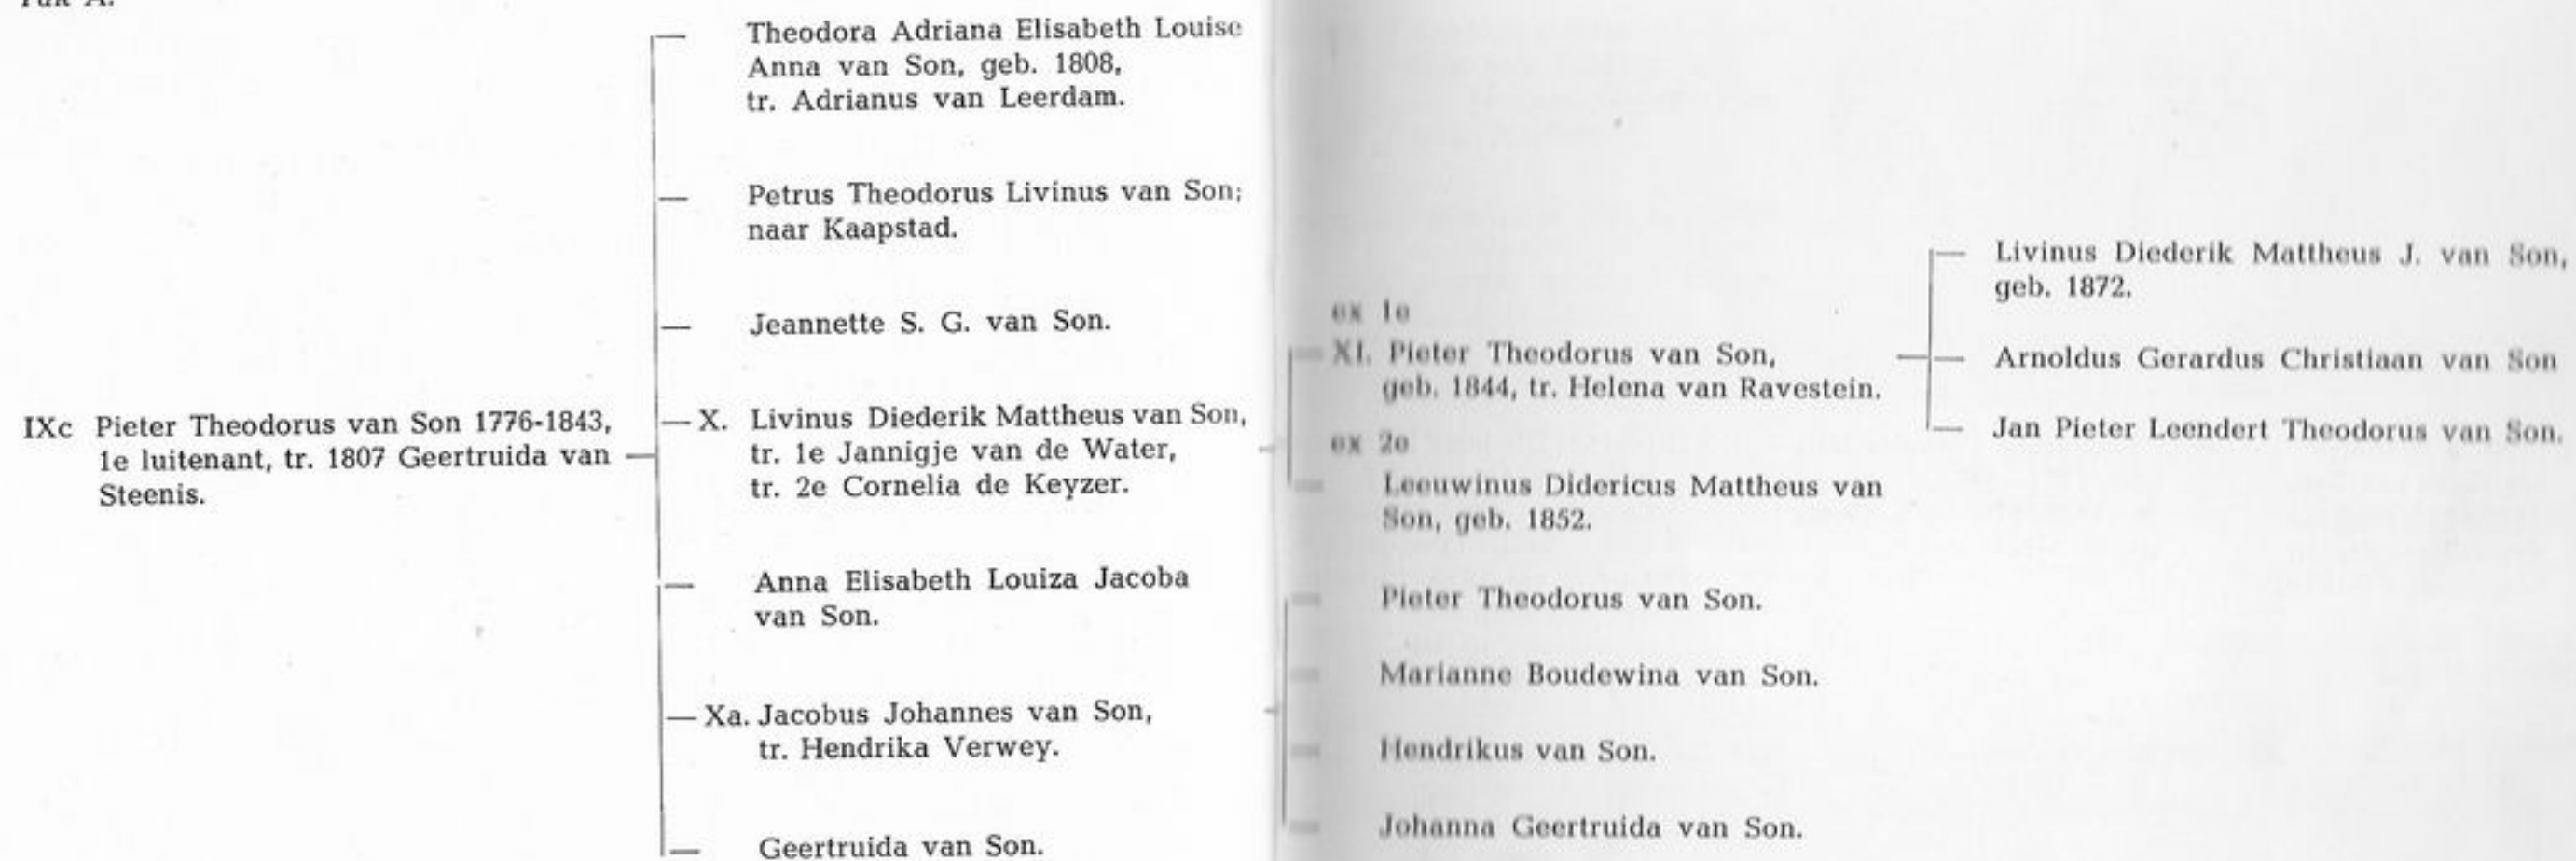 IXc Pieter Theodorus van Son 1776-1843,
1e luitenant, tr. 1807 Geertruida van
Steenis.
Theodora Adriana Elisabeth Louise
Anna van Son, geb. 1808,
tr. Adrianus van Leerdam.
Petrus Theodorus Livinus van Son;
naar Kaapstad.
Jeannette S. G. van Son.
X. Livinus Diederik Mattheus van Son,
tr. 1e Jannigje van de Water,
tr. 2e Cornelia de Keyzer.
Anna Elisabeth Louiza Jacoba
van Son.
Xa. Jacobus Johannes van Son,
tr. Hendrika Verwey.
Geertruida van Son.
ex 1e
XI. Pieter Theodorus van Son,
geb. 1844, tr. Helena van Ravestein.
ex 2e
Leeuwinus Didericus Mattheus van
Son, geb. 1852.
Pieter Theodorus van Son.
Marianne Boudewina van Son.
Hendrikus van Son.
Johanna Geertruida van Son.
Livinus Diederik Mattheus J. van Son,
geb. 1872.
Arnoldus Gerardus Christiaan van Son
Jan Pieter Leendert Theodorus van Son.